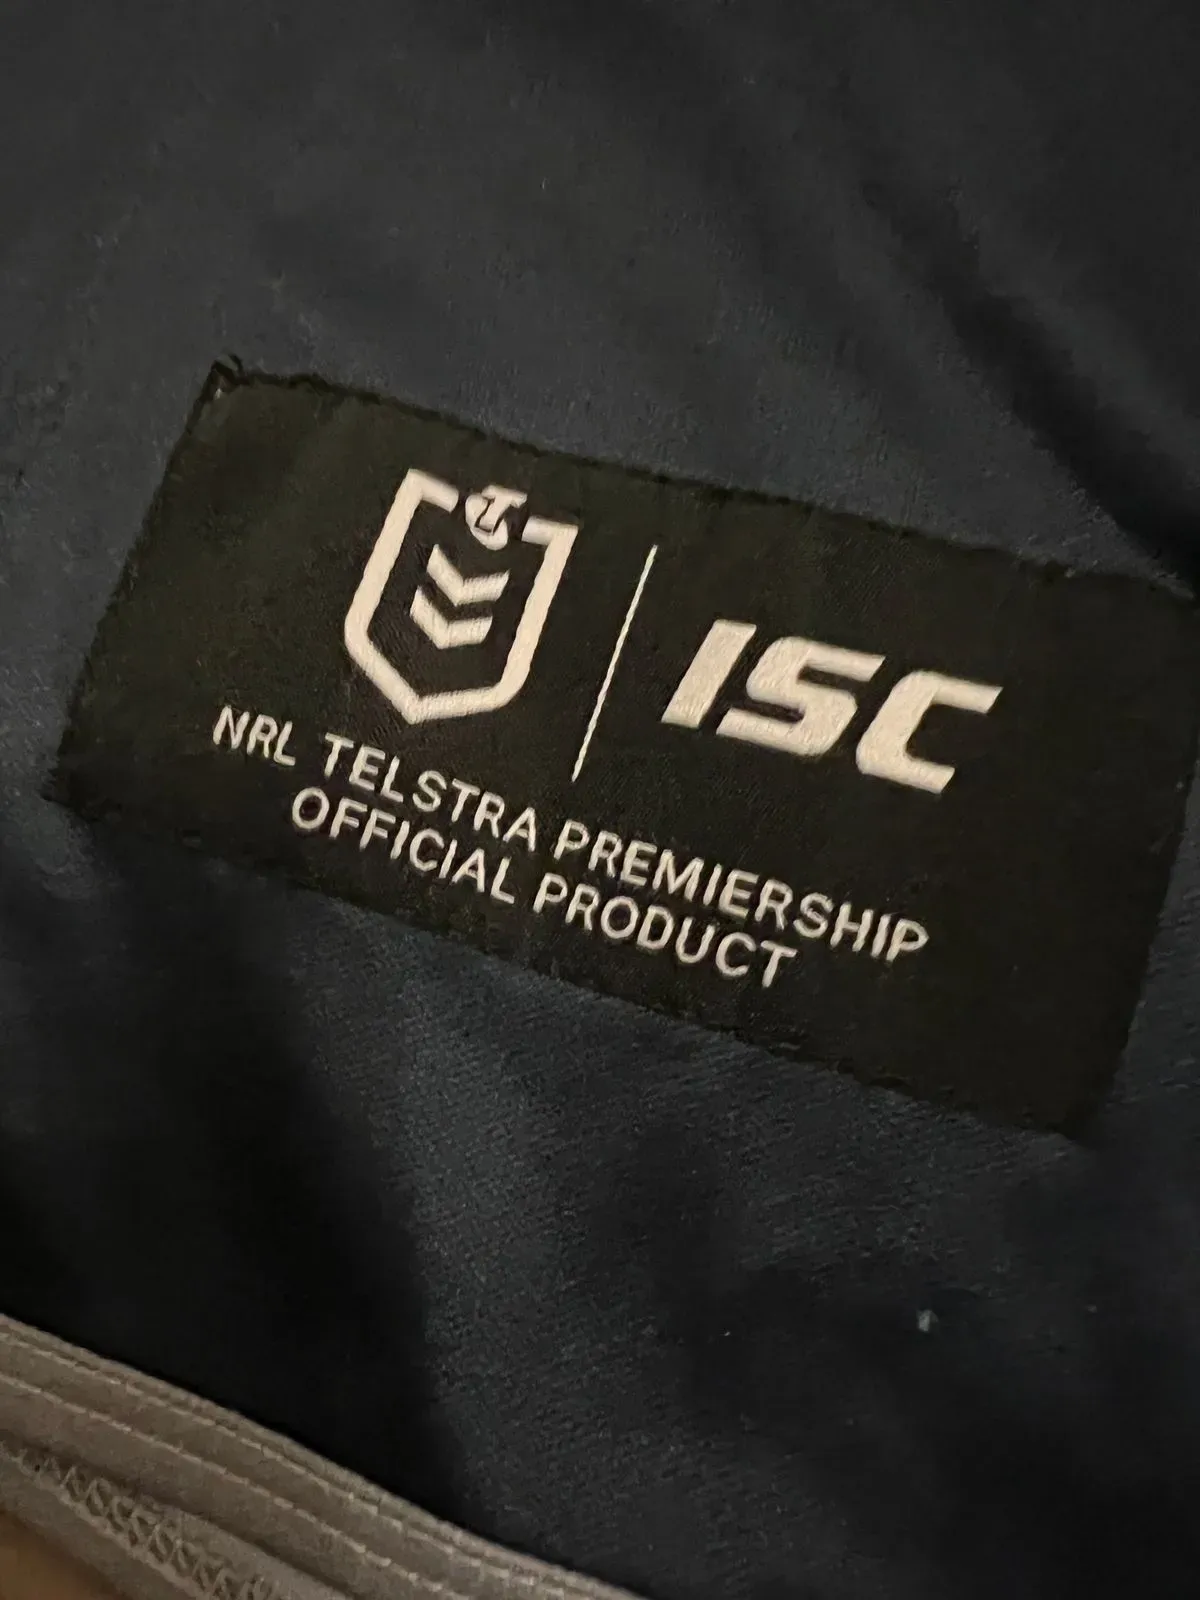 ISC
NRL TELSTRA PREMIERSHIP
OFFICIAL PRODUCT